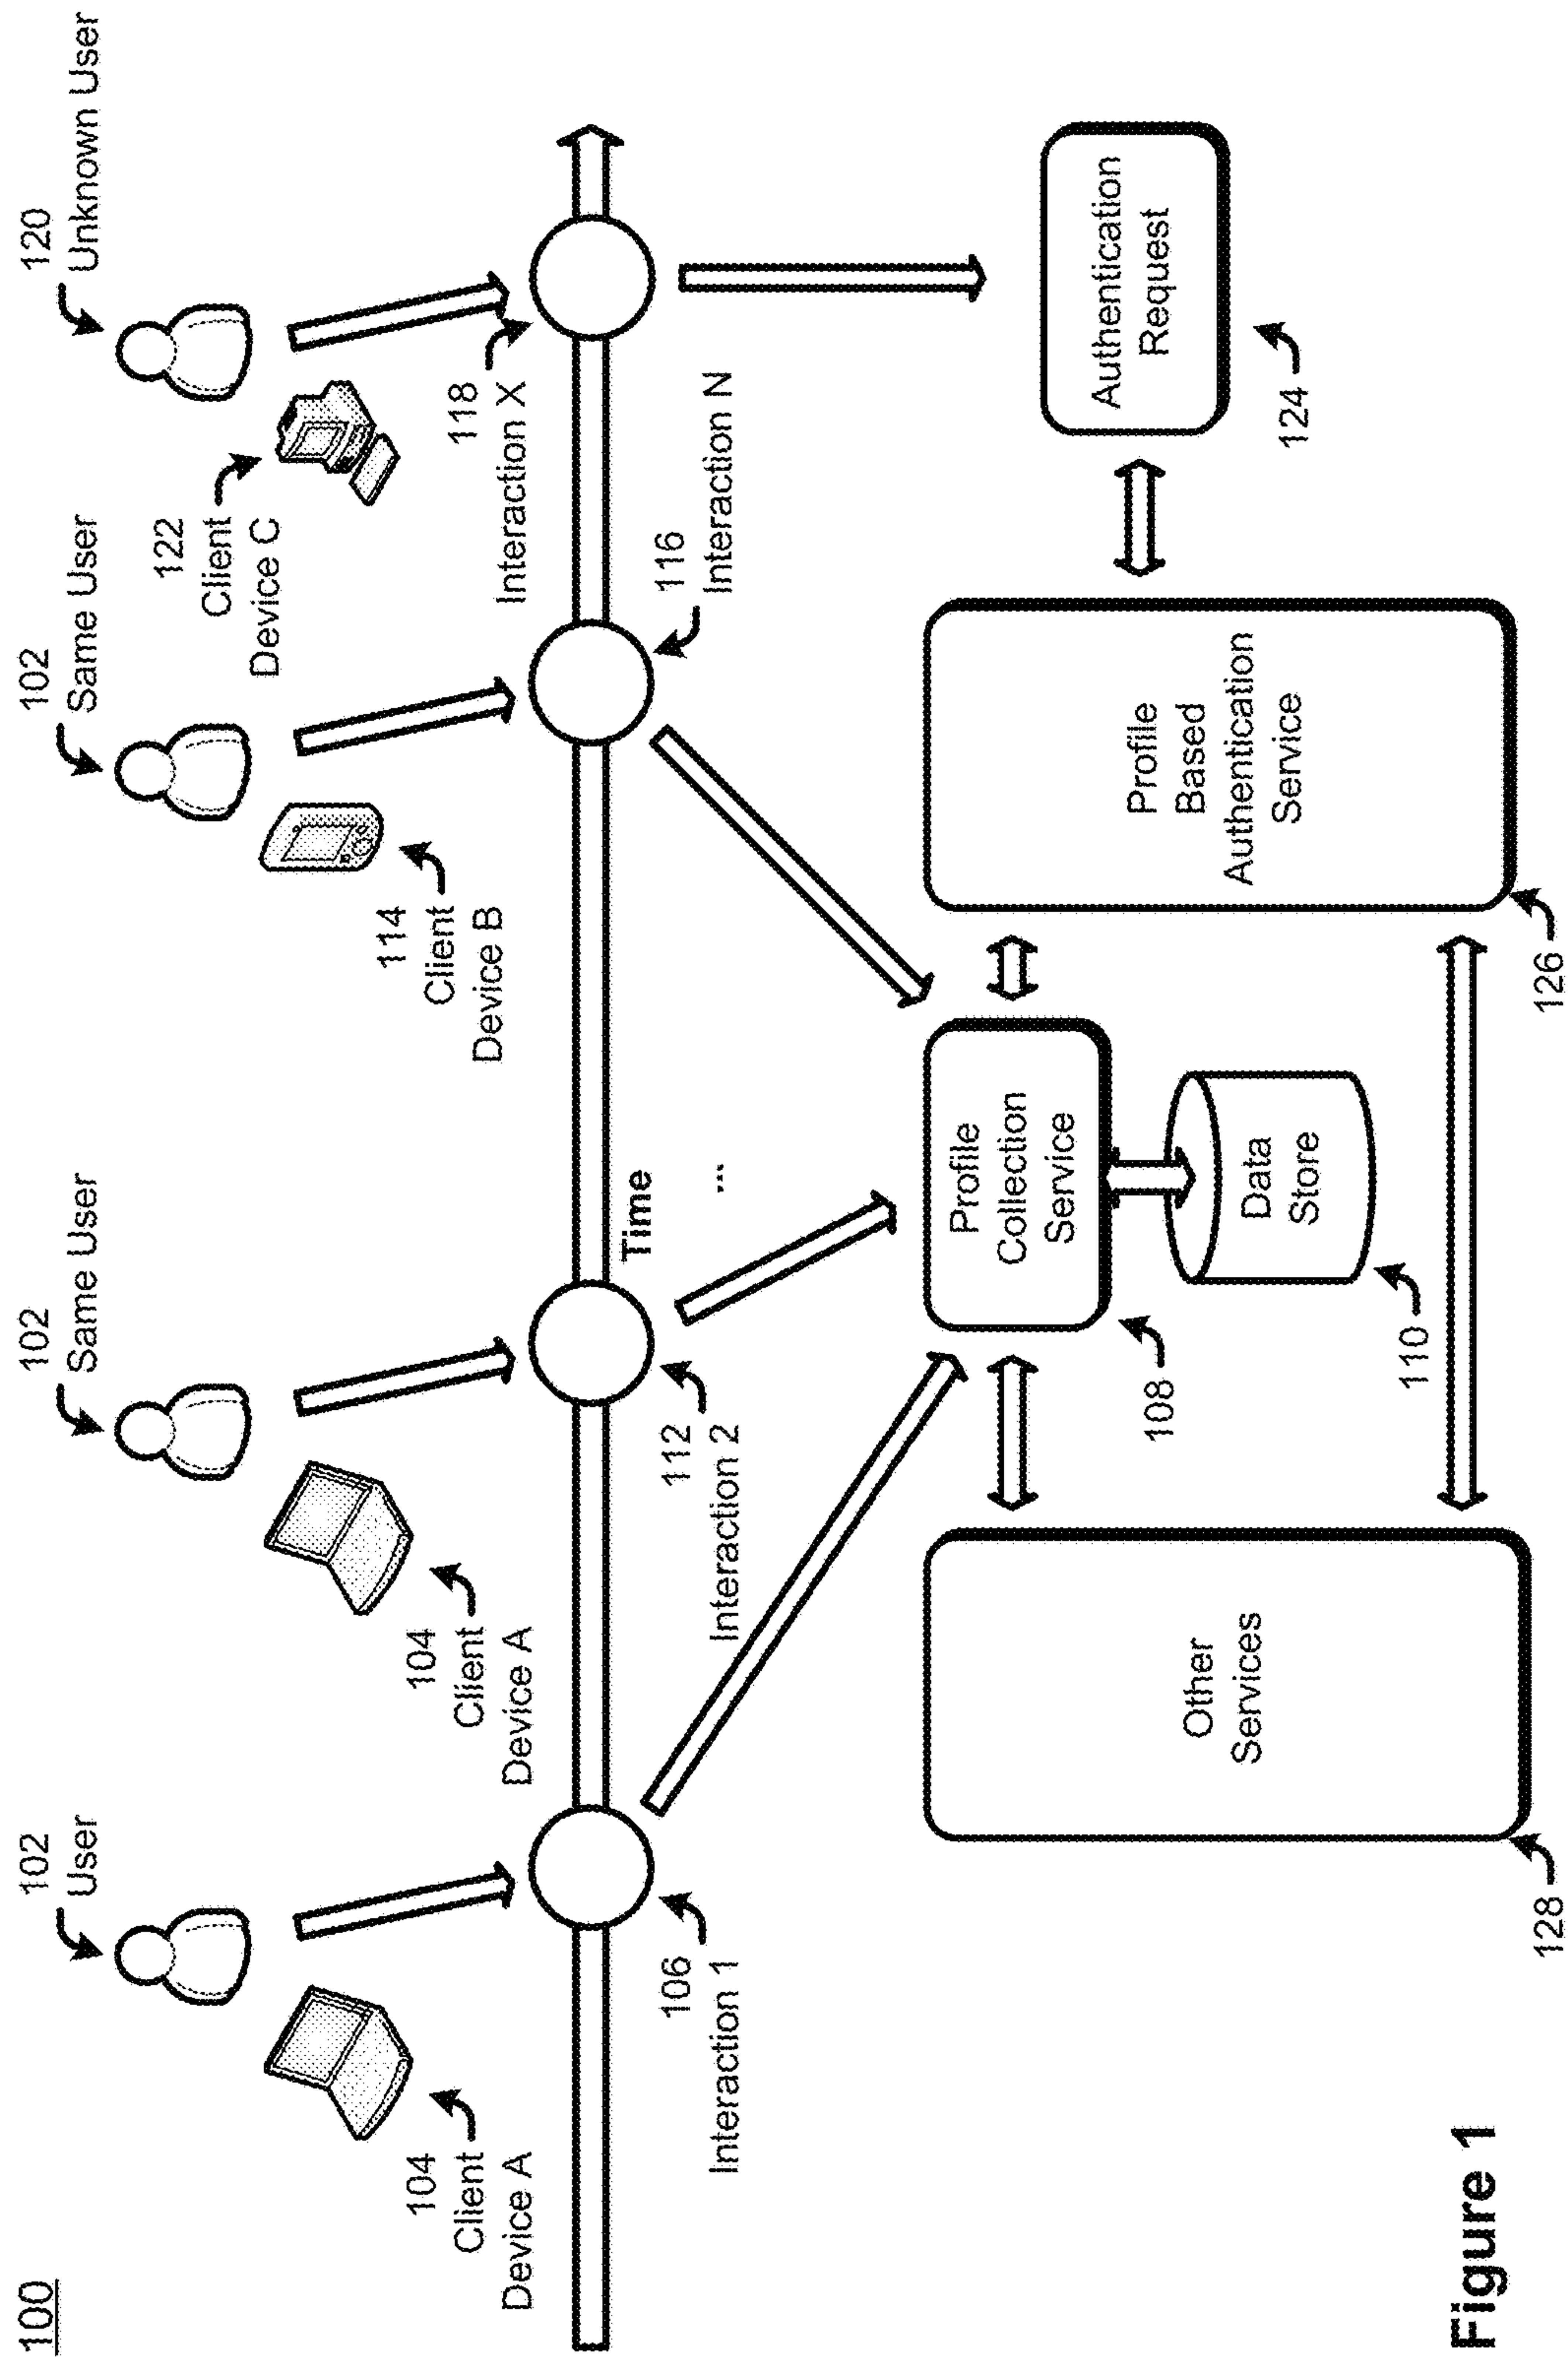 100
102
User
102
Same User
102
Same User
120
Unknown User
104
Client
Device A
104
Client
Device A
114
Client
Device B
122
Client
Device C
118
Interaction X
106
Interaction 1
112
Interaction 2
Time
...
116
Interaction N
Other
Services
128
Profile
Collection
Service
108
Data
Store
110
Profile
Based
Authentication
Service
126
Authentication
Request
124
Figure 1